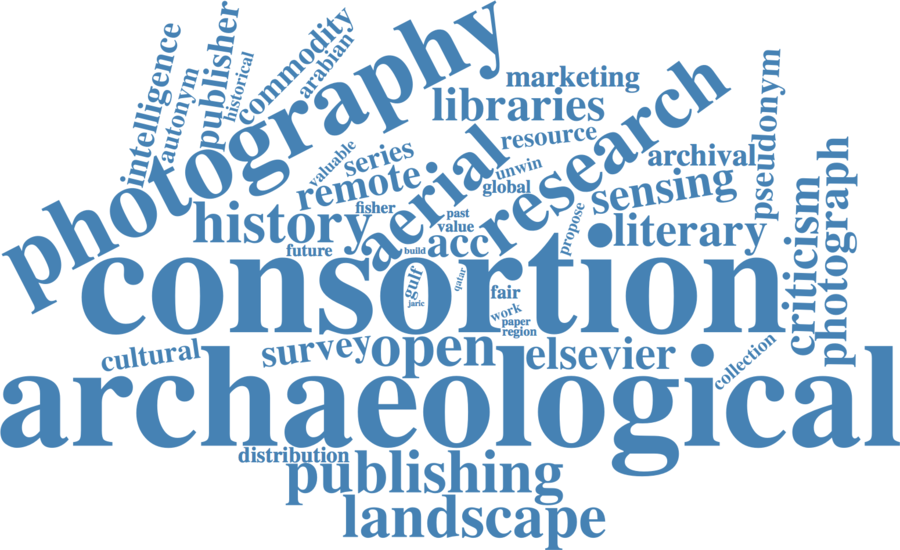 intelligence
autonym
publisher
historical
commodity
arabian
photography
marketing
libraries
resource
research
pseudonym
valuable
series
remote
aerial
unwin
global
archival
sensing
history
fisher
past
value
propose
literary
criticism
photograph
future
build
acc
consortion
gulf
jaric
qatar
fair
work
paper
region
cultural
survey
open
elsevier
collection
archaeological
distribution
publishing
landscape